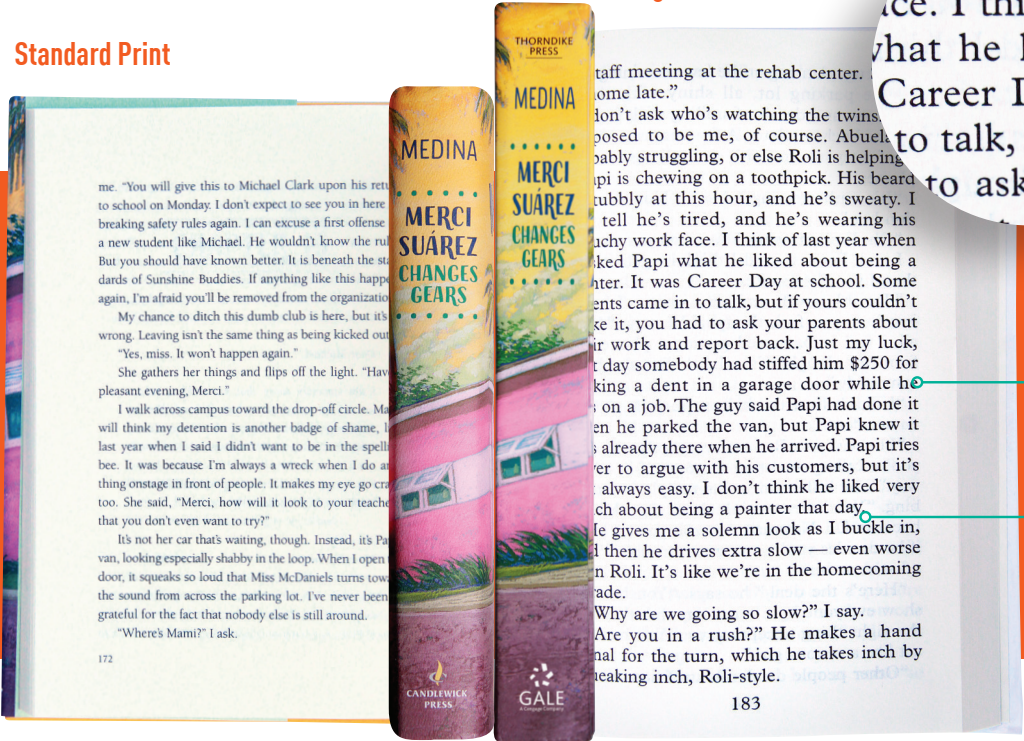 Standard Print
me. “You will give this to Michael Clark upon his
to school on Monday. I don’t expect to see you in here
breaking safety rules again. I can excuse a first offense
a new student like Michael. He wouldn’t know the
But you should have known better. It is beneath the
dards of Sunshine Buddies. If anything like this
again, I’m afraid you’ll be removed from the
My chance to ditch this dumb club is here, but it’s
wrong. Leaving isn’t the same thing as being kicked out
“Yes, miss. It won’t happen again.”
She gathers her things and flips off the light.
pleasant evening, Merci.”
I walk across campus toward the drop-off circle.
will think my detention is another badge of shame,
last year when I said I didn’t want to be in the
bee. It was because I’m always a wreck when I do
thing onstage in front of people. It makes my eye go
too. She said, “Merci, how will it look to your
that you don’t even want to try?”
It’s not her car that’s waiting, though. Instead, it’s
van, looking especially shabby in the loop. When I open
door, it squeaks so loud that Miss McDaniels turns
the sound from across the parking lot. I’ve never been
grateful for the fact that nobody else is still around.
“Where’s Mami?” I ask.
172
MEDINA
MERCI
SUÁREZ
CHANGES
GEARS
CANDLEWICK
PRESS
THORNDIKE
PRESS
MEDINA
MERCI
SUÁREZ
CHANGES
GEARS
GALE
A Cengage Company
taff meeting at the rehab center.
ome late.”
don’t ask who’s watching the twins.
posed to be me, of course.
bably struggling, or else Roli is helping
api is chewing on a toothpick. His beard
tubbly at this hour, and he’s sweaty. I
tell he’s tired, and he’s wearing his
uchy work face. I think of last year when
ked Papi what he liked about being a
nter. It was Career Day at school. Some
ents came in to talk, but if yours couldn’t
ke it, you had to ask your parents about
ir work and report back. Just my luck,
t day somebody had stiffed him $250 for
king a dent in a garage door while he
on a job. The guy said Papi had done it
en he parked the van, but Papi knew it
already there when he arrived. Papi tries
er to argue with his customers, but it’s
always easy. I don’t think he liked very
ch about being a painter that day.
He gives me a solemn look as I buckle in,
then he drives extra slow — even worse
n Roli. It’s like we’re in the homecoming
rade.
“Why are we going so slow?” I say.
“Are you in a rush?” He makes a hand
nal for the turn, which he takes inch by
eaking inch, Roli-style.
183
what he
Career
to talk,
to ask